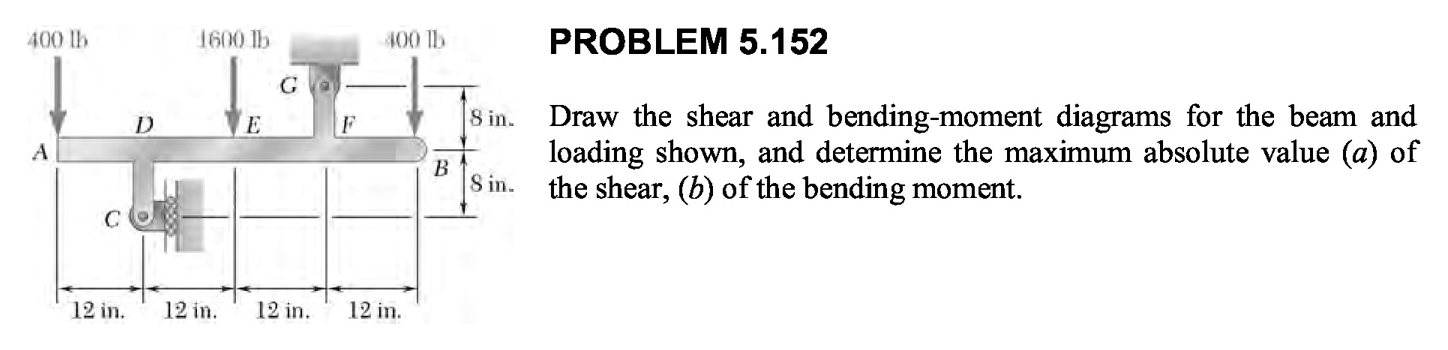 PROBLEM 5.152
Draw the shear and bending-moment diagrams for the beam and
loading shown, and determine the maximum absolute value (a) of
the shear, (b) of the bending moment.
400 lb 1600 lb 400 lb
G
8 in.
D E F
A B
8 in.
C
12 in. 12 in. 12 in. 12 in.